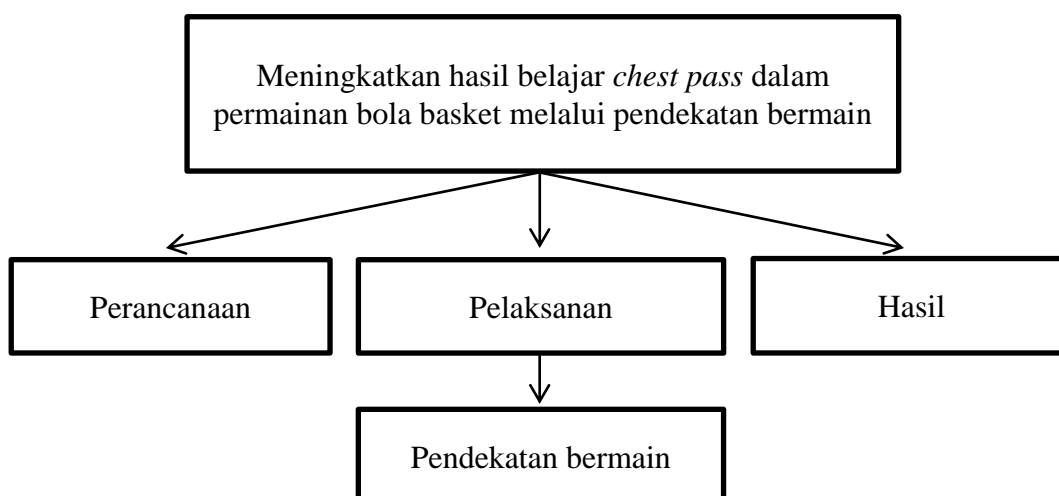 Meningkatkan hasil belajar chest pass dalam
permainan bola basket melalui pendekatan bermain
Perancanaan
Pelaksanan
Hasil
Pendekatan bermain